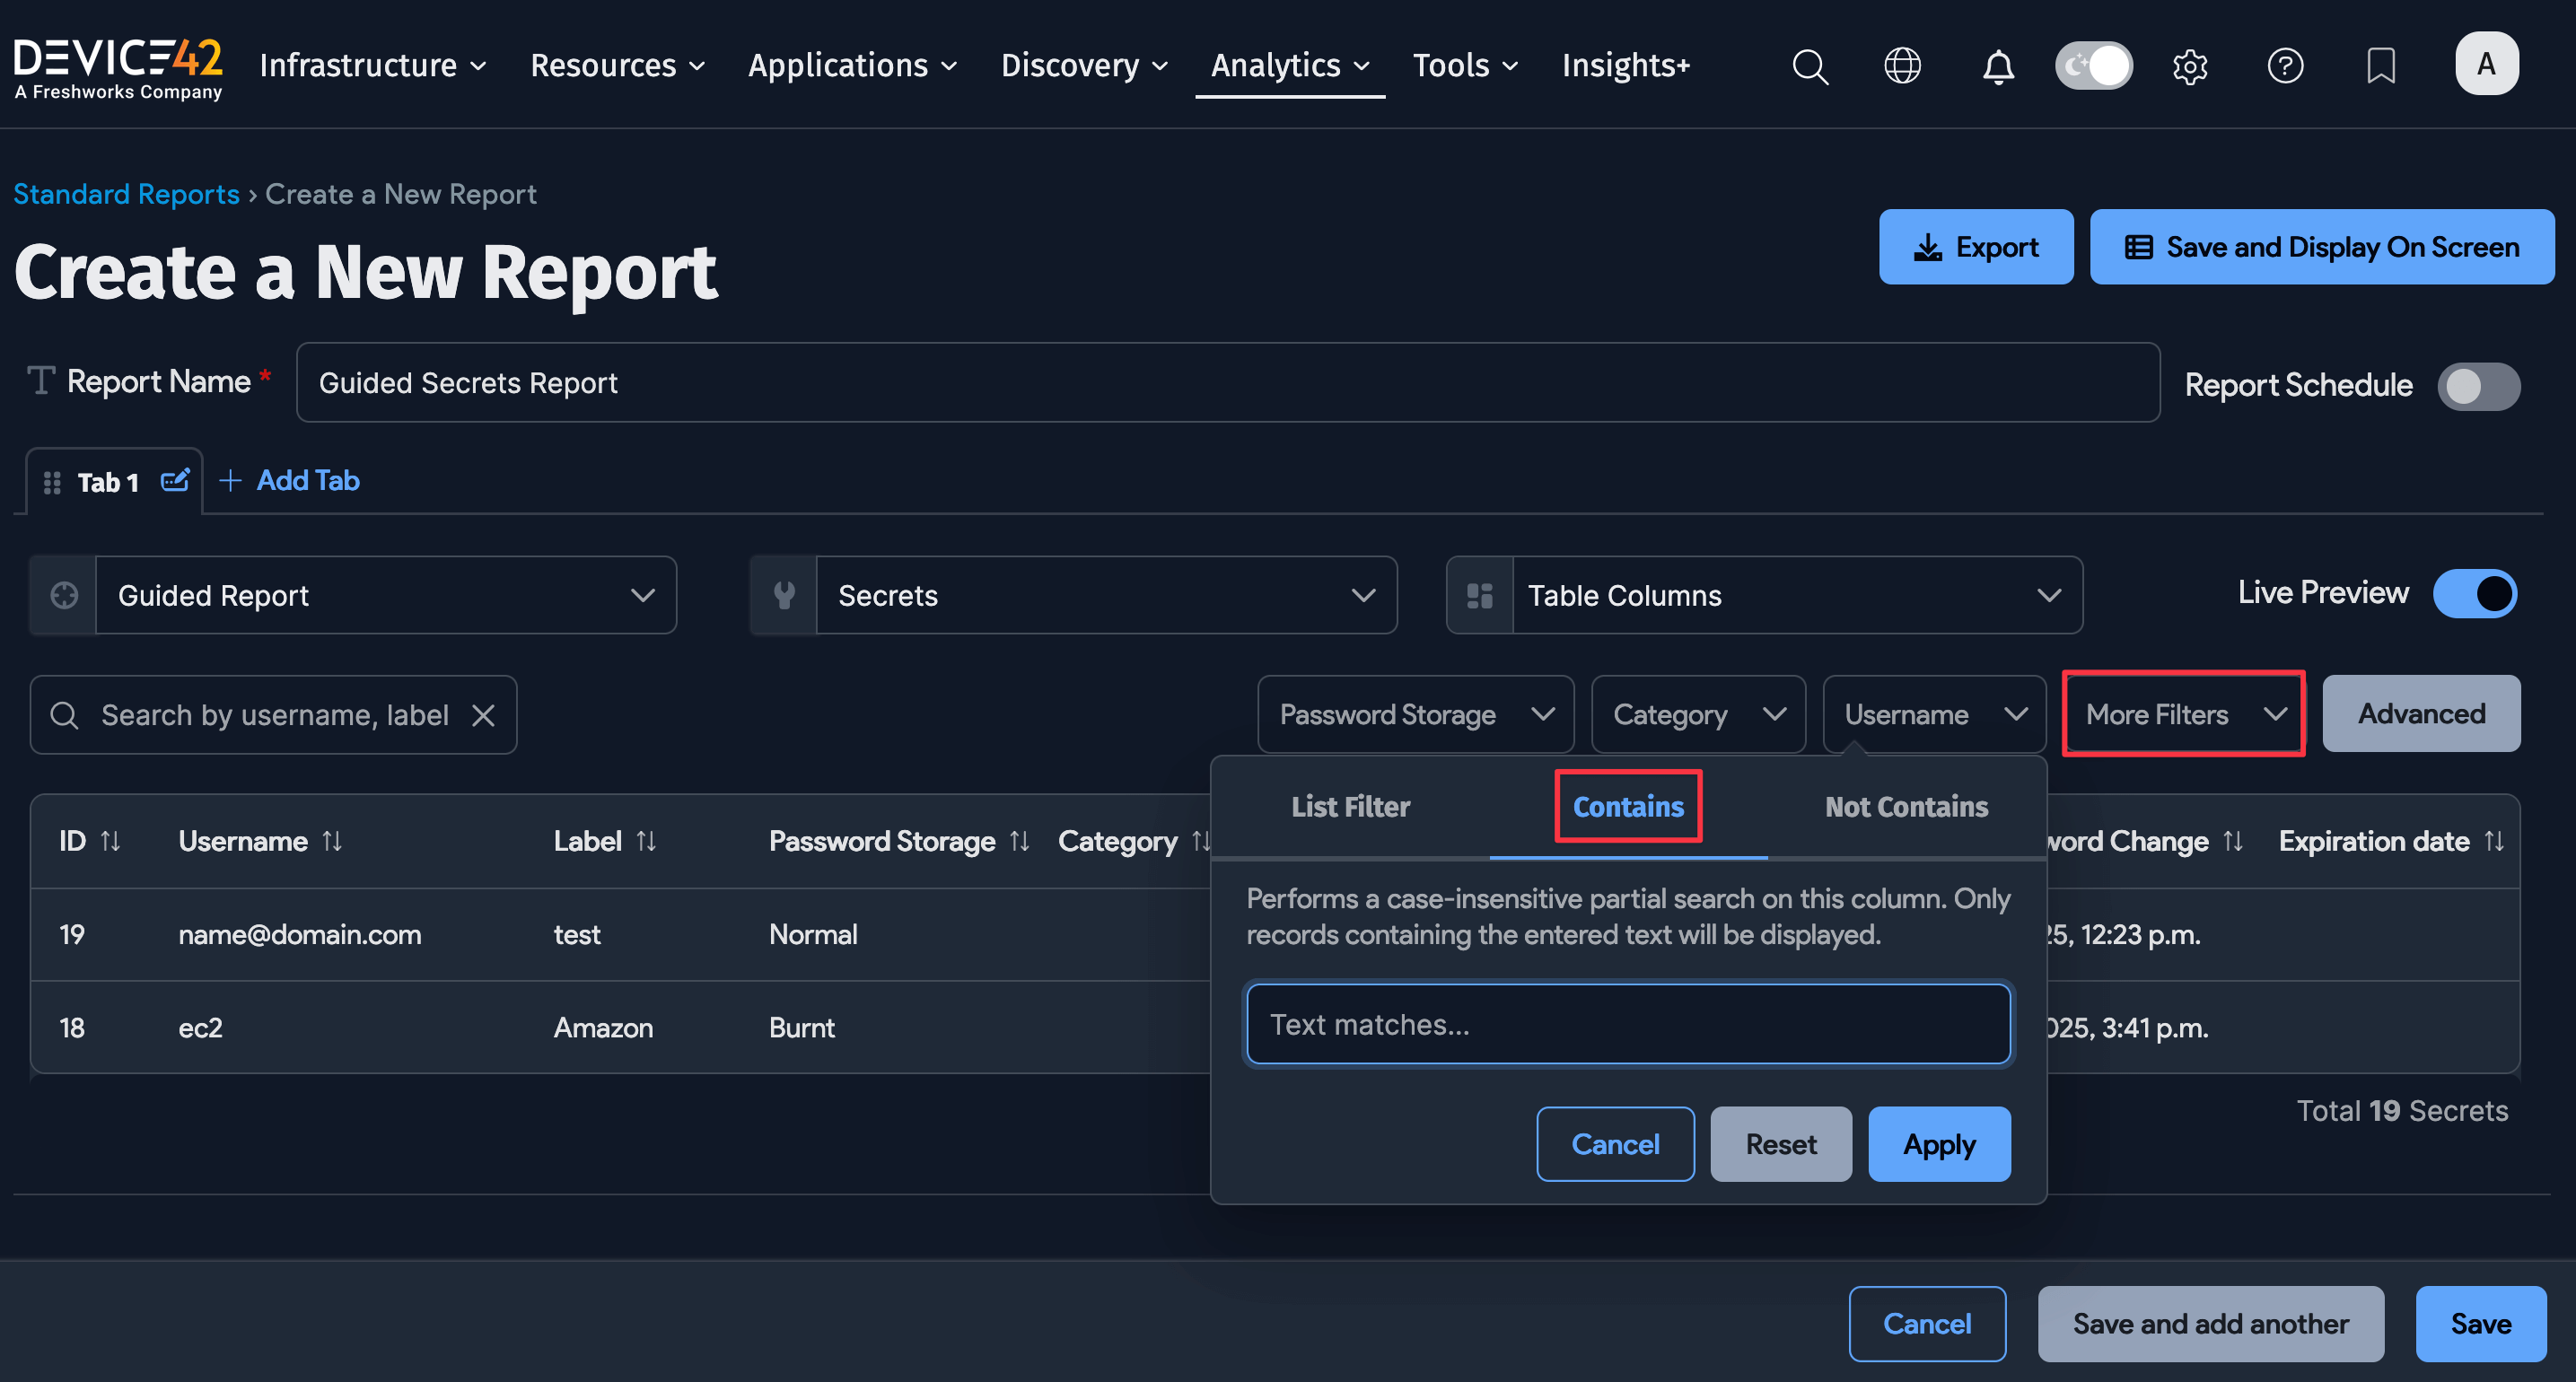 DEVICE42
A Freshworks Company
Infrastructure
Resources
Applications
Discovery
Analytics
Tools
Insights+
A
Standard Reports › Create a New Report
Create a New Report
Export
Save and Display On Screen
Report Name *
Guided Secrets Report
Report Schedule
Tab 1
+ Add Tab
Guided Report
Secrets
Table Columns
Live Preview
Search by username, label
Password Storage
Category
Username
More Filters
Advanced
List Filter
Contains
Not Contains
ID
Username
Label
Password Storage
Category
word Change
Expiration date
Performs a case-insensitive partial search on this column. Only
records containing the entered text will be displayed.
19
name@domain.com
test
Normal
25, 12:23 p.m.
Text matches...
18
ec2
Amazon
Burnt
025, 3:41 p.m.
Total 19 Secrets
Cancel
Reset
Apply
Cancel
Save and add another
Save